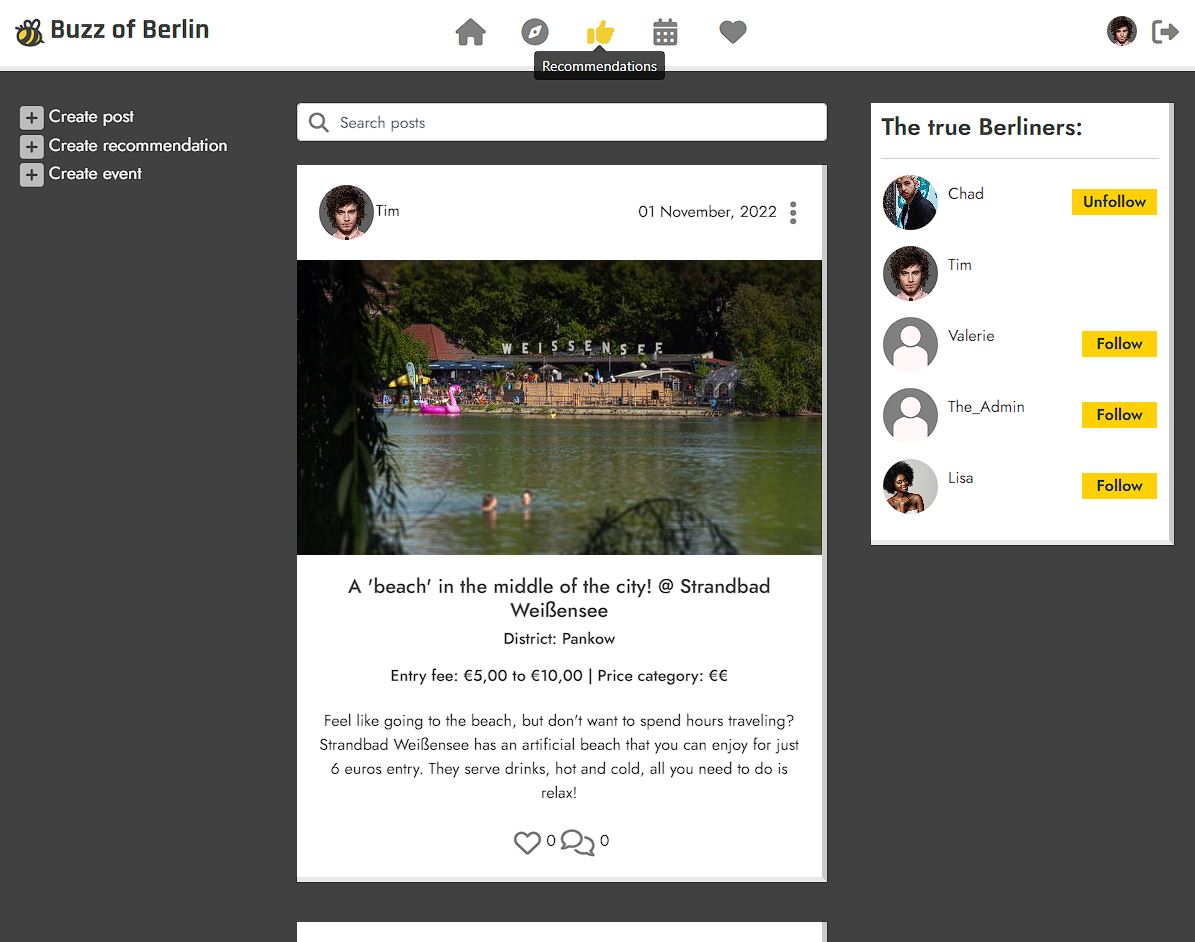 Buzz of Berlin
Recommendations
Create post
Create recommendation
Create event
Search posts
Tim
01 November, 2022
WEISSENSEE
A 'beach' in the middle of the city! @ Strandbad
Weißensee
District: Pankow
Entry fee: €5,00 to €10,00 | Price category: €€
Feel like going to the beach, but don't want to spend hours traveling?
Strandbad Weißensee has an artificial beach that you can enjoy for just
6 euros entry. They serve drinks, hot and cold, all you need to do is
relax!
0 0
The true Berliners:
Chad
Unfollow
Tim
Valerie
Follow
The_Admin
Follow
Lisa
Follow